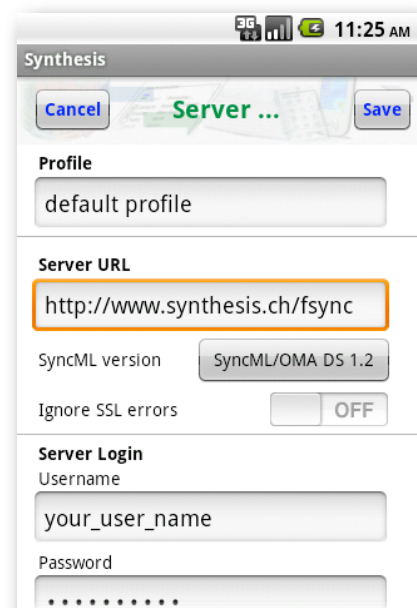 3G 11:25 AM
Synthesis
Cancel Server ... Save
Profile
default profile
Server URL
http://www.synthesis.ch/fsync
SyncML version SyncML/OMA DS 1.2
Ignore SSL errors OFF
Server Login
Username
your_user_name
Password
••••••••••